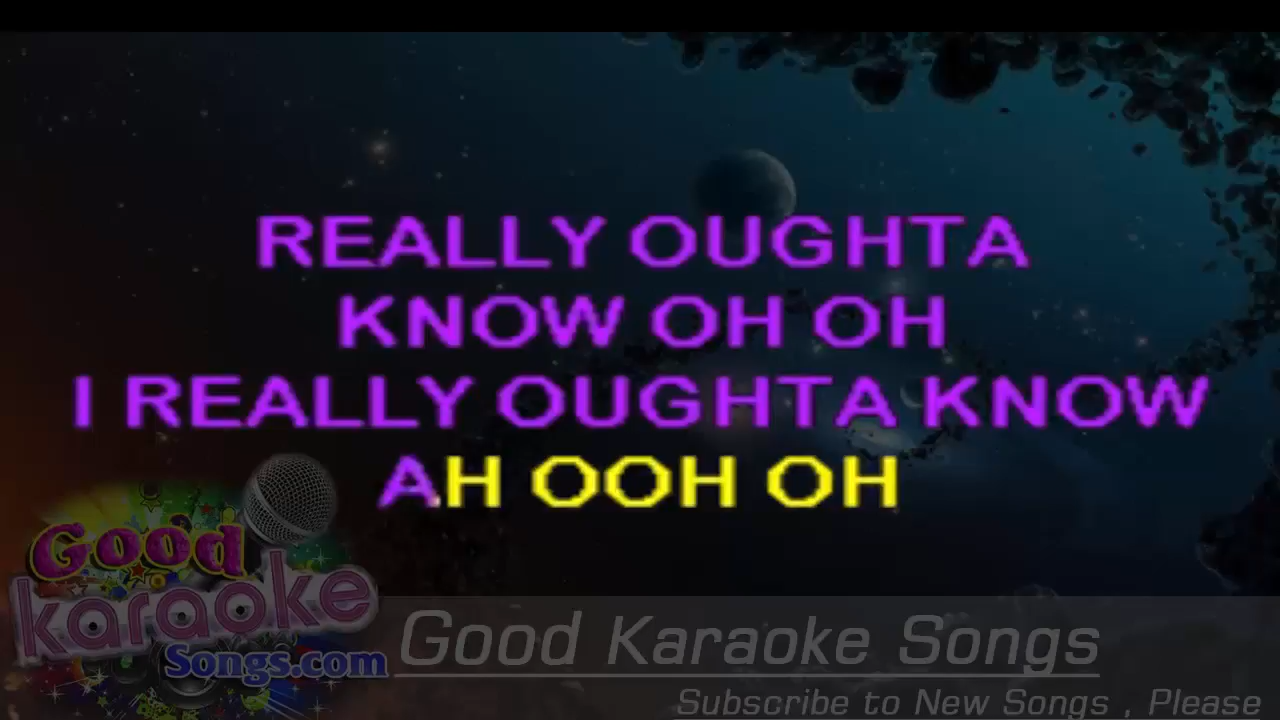 REALLY OUGHTA
KNOW OH OH
I REALLY OUGHTA KNOW
AH OOH OH
Good
karaoke
Songs.com
Good Karaoke Songs
Subscribe to New Songs , Please